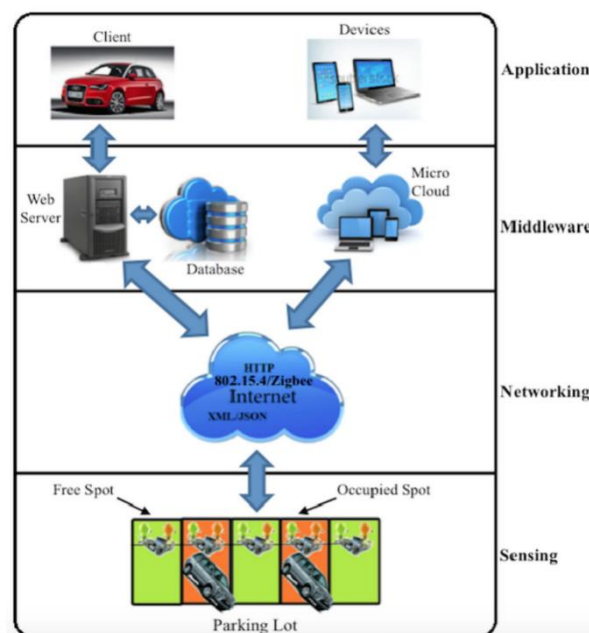 Client
Devices
Application
Web
Server
Database
Micro
Cloud
Middleware
HTTP
802.15.4/Zigbee
Internet
XML/JSON
Networking
Free Spot
Occupied Spot
Sensing
Parking Lot